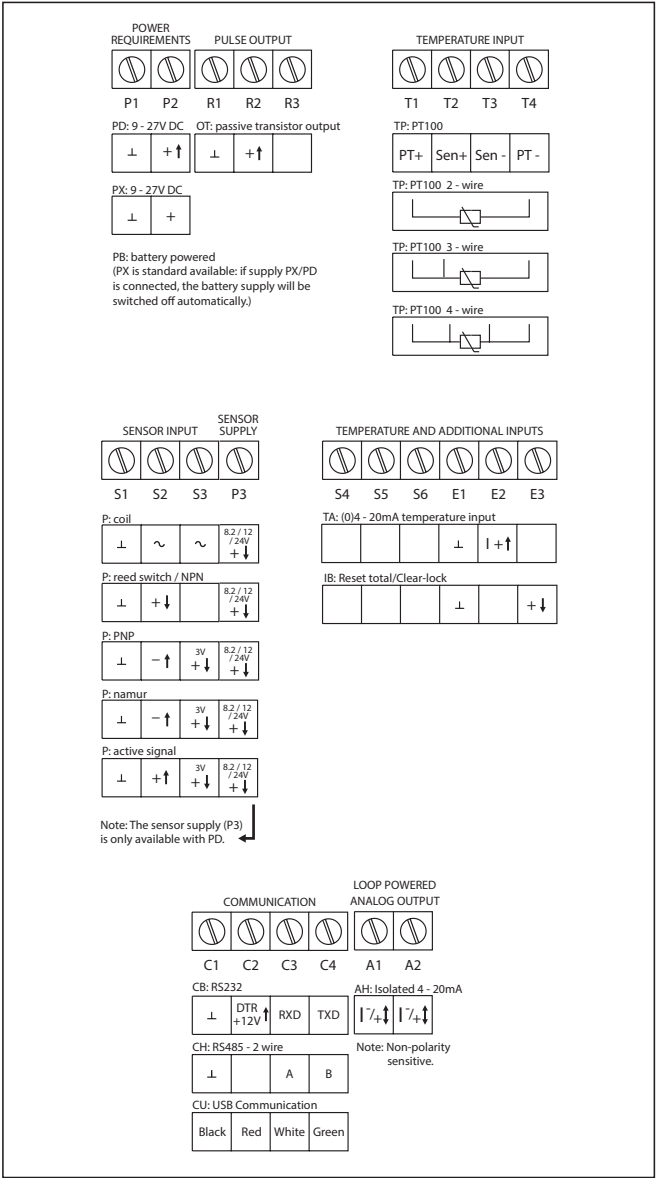 POWER
REQUIREMENTS PULSE OUTPUT
P1 P2 R1 R2 R3
PD: 9 - 27V DC OT: passive transistor output
⊥ + ⊥ +
PX: 9 - 27V DC
⊥ +
PB: battery powered
(PX is standard available: if supply PX/PD
is connected, the battery supply will be
switched off automatically.)
TEMPERATURE INPUT
T1 T2 T3 T4
TP: PT100
PT+ Sen+ Sen - PT -
TP: PT100 2 - wire
TP: PT100 3 - wire
TP: PT100 4 - wire
SENSOR
SENSOR INPUT SUPPLY
S1 S2 S3 P3
P: coil
⊥ ~ ~ 8.2 / 12
/ 24V
+
P: reed switch / NPN
⊥ + 8.2 / 12
/ 24V
+
P: PNP
⊥ − 3V + 8.2 / 12
/ 24V
+
P: namur
⊥ − 3V + 8.2 / 12
/ 24V
+
P: active signal
⊥ + 3V + 8.2 / 12
/ 24V
+
Note: The sensor supply (P3)
is only available with PD.
TEMPERATURE AND ADDITIONAL INPUTS
S4 S5 S6 E1 E2 E3
TA: (0)4 - 20mA temperature input
⊥ I +
IB: Reset total/Clear-lock
⊥ +
LOOP POWERED
COMMUNICATION ANALOG OUTPUT
C1 C2 C3 C4 A1 A2
CB: RS232 AH: Isolated 4 - 20mA
⊥ DTR
+12V RXD TXD I -/+ I -/+
Note: Non-polarity
sensitive.
CH: RS485 - 2 wire
⊥ A B
CU: USB Communication
Black Red White Green